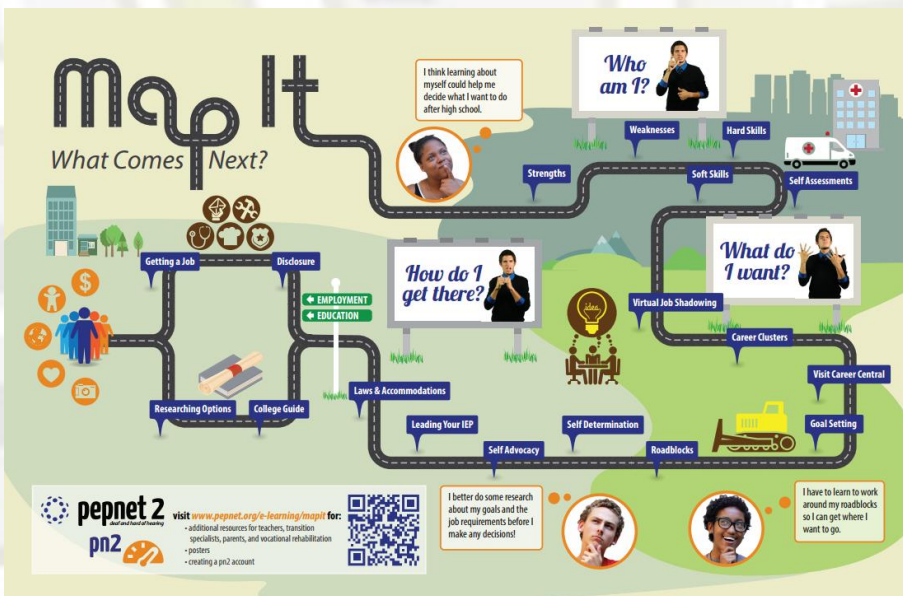 Map It
What Comes Next?
I think learning about
myself could help me
decide what I want to do
after high school.
Who
am I?
Strengths
Weaknesses
Soft Skills
Hard Skills
Self Assessments
What do
I want?
Virtual Job Shadowing
Career Clusters
Visit Career Central
Goal Setting
idea
How do I
get there?
Roadblocks
Self Determination
Self Advocacy
Leading Your IEP
Laws & Accommodations
EMPLOYMENT
EDUCATION
Disclosure
Getting a Job
College Guide
Researching Options
$
I better do some research
about my goals and the
job requirements before I
make any decisions!
I have to learn to work
around my roadblocks
so I can get where I
want to go.
pepnet 2
deaf and hard of hearing
pn2
visit www.pepnet.org/e-learning/mapit for:
• additional resources for teachers, transition
specialists, parents, and vocational rehabilitation
• posters
• creating a pn2 account